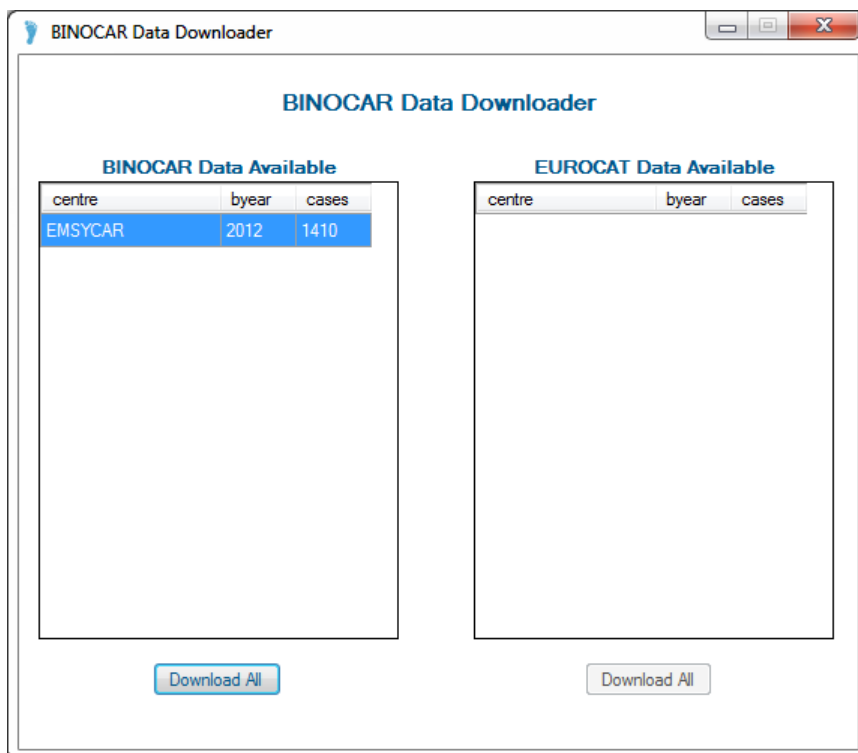 BINOCAR Data Downloader
BINOCAR Data Downloader
BINOCAR Data Available
centre byear cases
EMSYCAR 2012 1410
Download All
EUROCAT Data Available
centre byear cases
Download All